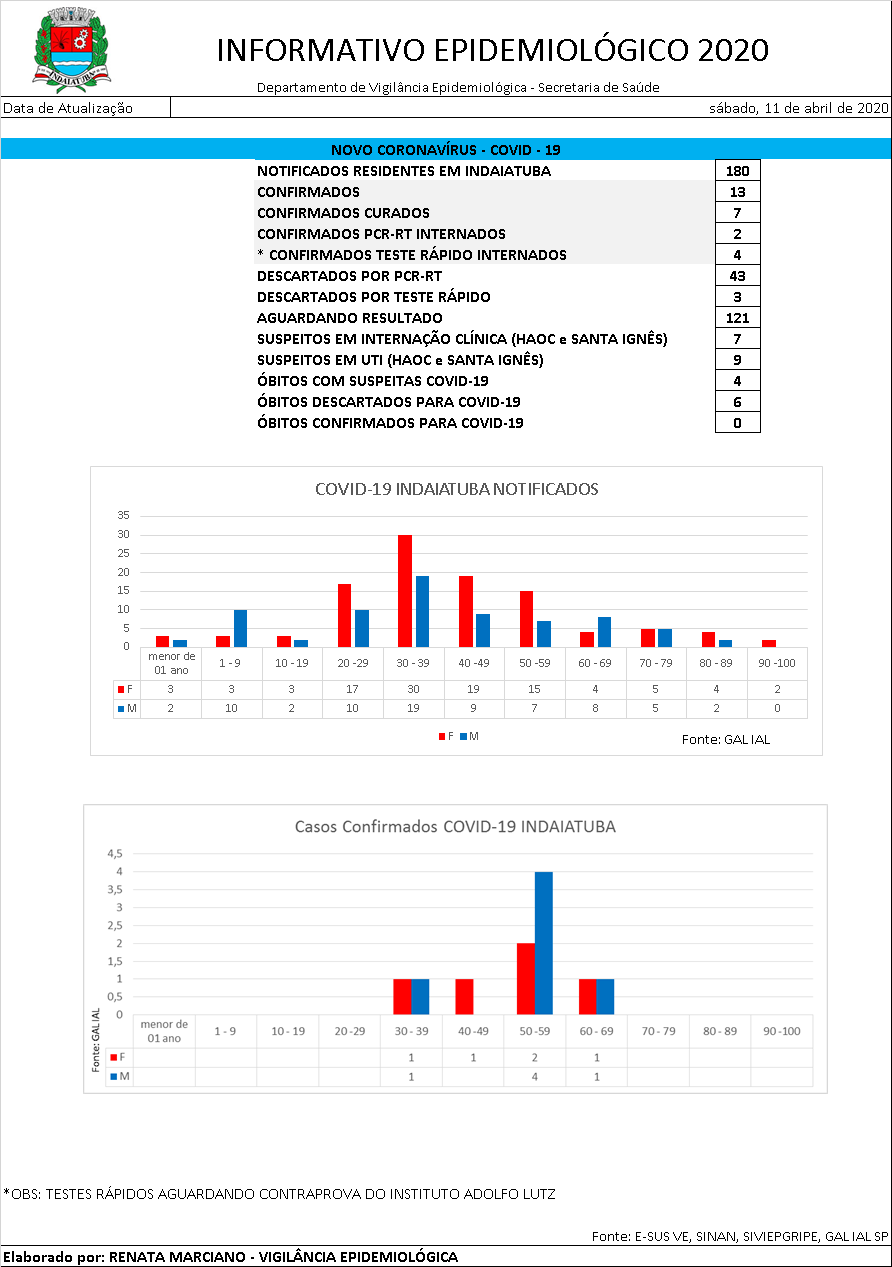 INDAIATUBA
INFORMATIVO EPIDEMIOLÓGICO 2020
Departamento de Vigilância Epidemiológica - Secretaria de Saúde
Data de Atualização sábado, 11 de abril de 2020
NOVO CORONAVÍRUS - COVID - 19
NOTIFICADOS RESIDENTES EM INDAIATUBA 180
CONFIRMADOS 13
CONFIRMADOS CURADOS 7
CONFIRMADOS PCR-RT INTERNADOS 2
* CONFIRMADOS TESTE RÁPIDO INTERNADOS 4
DESCARTADOS POR PCR-RT 43
DESCARTADOS POR TESTE RÁPIDO 3
AGUARDANDO RESULTADO 121
SUSPEITOS EM INTERNAÇÃO CLÍNICA (HAOC e SANTA IGNÊS) 7
SUSPEITOS EM UTI (HAOC e SANTA IGNÊS) 9
ÓBITOS COM SUSPEITAS COVID-19 4
ÓBITOS DESCARTADOS PARA COVID-19 6
ÓBITOS CONFIRMADOS PARA COVID-19 0
COVID-19 INDAIATUBA NOTIFICADOS
35
30
25
20
15
10
5
0
menor de 01 ano 1 - 9 10 - 19 20 -29 30 - 39 40 -49 50 -59 60 - 69 70 - 79 80 - 89 90 -100
F 3 3 3 17 30 19 15 4 5 4 2
M 2 10 2 10 19 9 7 8 5 2 0
F M
Fonte: GAL IAL
Casos Confirmados COVID-19 INDAIATUBA
4,5
4
3,5
3
2,5
2
1,5
1
0,5
0
menor de 01 ano 1 - 9 10 - 19 20 -29 30 - 39 40 -49 50 -59 60 - 69 70 - 79 80 - 89 90 -100
F 1 1 2 1
M 1 4 1
Fonte: GAL IAL
*OBS: TESTES RÁPIDOS AGUARDANDO CONTRAPROVA DO INSTITUTO ADOLFO LUTZ
Fonte: E-SUS VE, SINAN, SIVIEPGRIPE, GAL IAL SP
Elaborado por: RENATA MARCIANO - VIGILÂNCIA EPIDEMIOLÓGICA